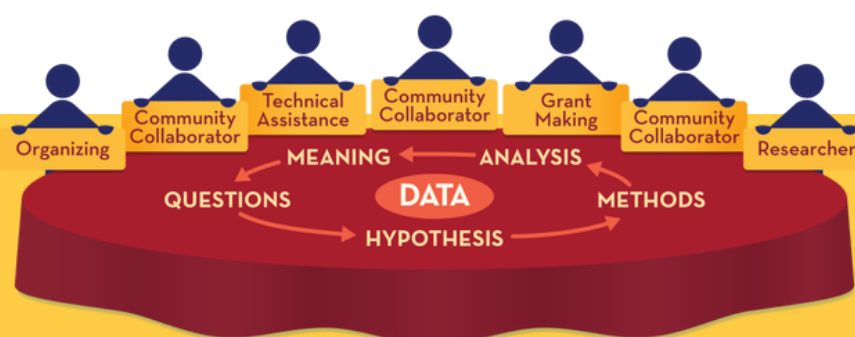 Organizing
Community
Collaborator
Technical
Assistance
Community
Collaborator
Grant
Making
Community
Collaborator
Researcher
MEANING
ANALYSIS
QUESTIONS
DATA
METHODS
HYPOTHESIS